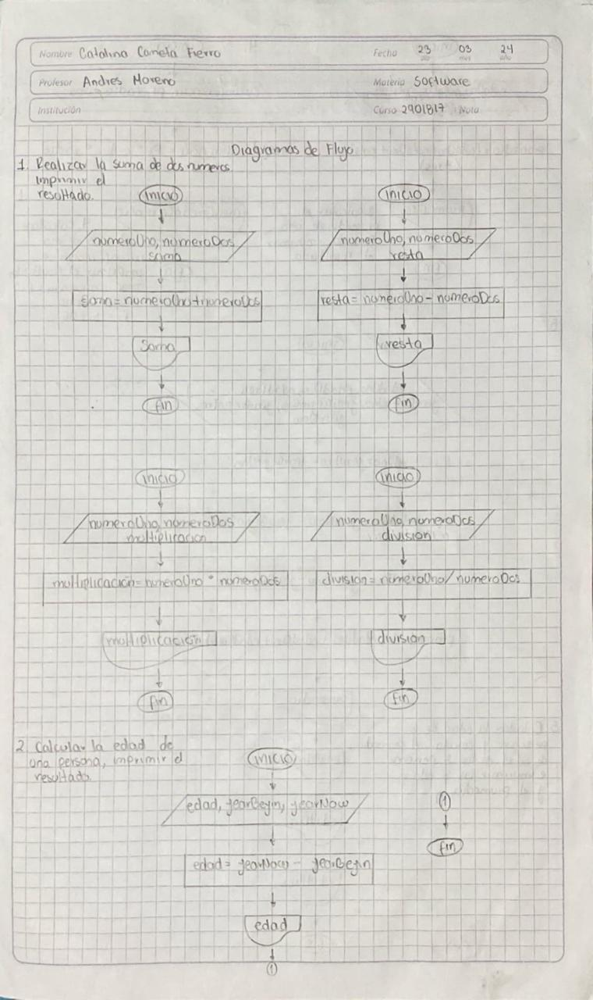 Nombre Catalina Camela Fierro
Fecha 23 03 24
día mes año
Profesor Andres Moreno
Materia Software
Institución
Curso 2901817 Nota
Diagramas de Flujo
1. Realizar la suma de dos numeros.
imprimir el
resultado.
inicio
numeroUno, numeroDos
suma
suma=numeroUno+numeroDos
Suma
fin
inicio
numeroUno, numeroDos
resta
resta= numeroUno - numeroDos
resta
fin
inicio
numeroUno, numeroDos
multiplicacion
multiplicación= numeroUno * numeroDos
multiplicación
fin
inicio
numeroUno, numeroDos
division
division= numeroUno / numeroDos
division
fin
2. Calcular la edad de
una persona, imprimir el
resultado.
inicio
edad, yearBegin, yearNow
edad= yearNow - yearBegin
edad
1
1
fin